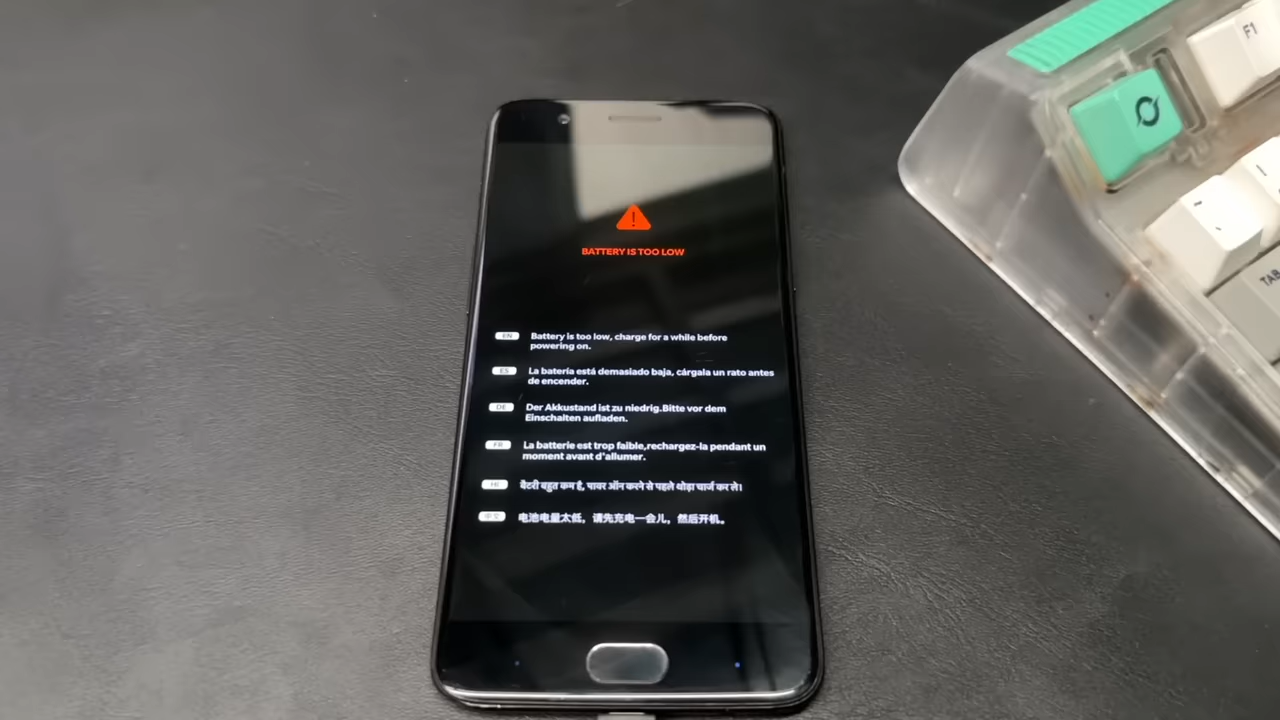 BATTERY IS TOO LOW
EN
Battery is too low, charge for a while before
powering on.
ES
La batería está demasiado baja, cárgala un rato antes
de encender.
DE
Der Akkustand ist zu niedrig.Bitte vor dem
Einschalten aufladen.
FR
La batterie est trop faible,rechargez-la pendant un
moment avant d'allumer.
HI
बैटरी बहुत कम है, पावर ऑन करने से पहले थोड़ा चार्ज कर लें।
中文
电池电量太低，请先充电一会儿，然后开机。
F1
TAB